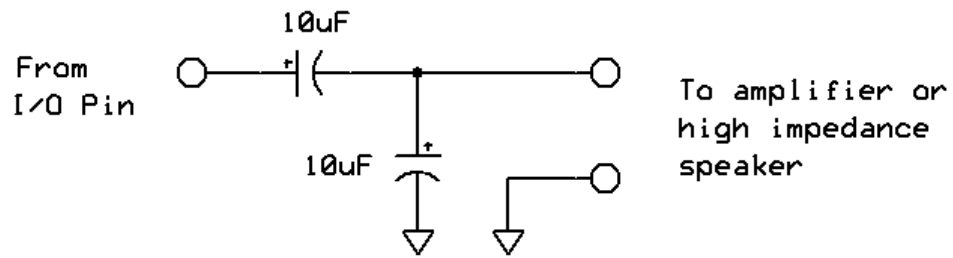 10uF
From
I/O Pin
+
To amplifier or
high impedance
speaker
+
10uF